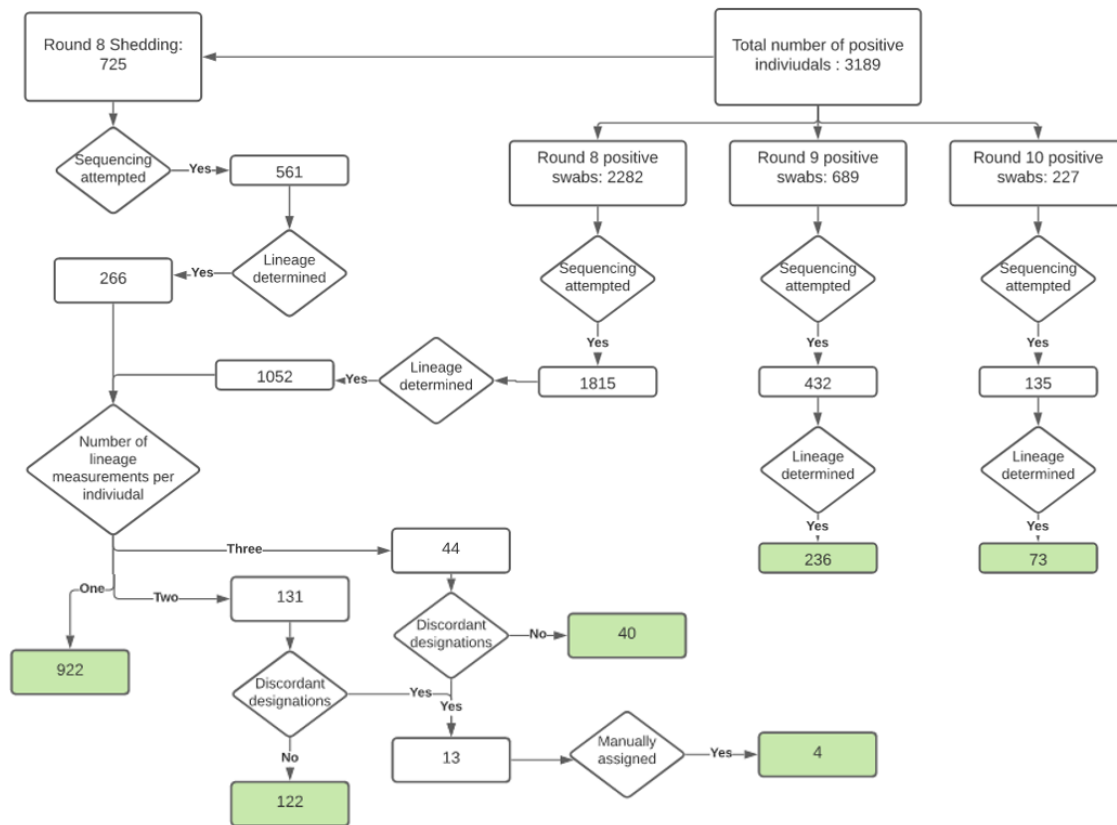 Round 8 Shedding:
725
Total number of positive
indiviudals : 3189
Sequencing
attempted
Yes
561
Round 8 positive
swabs: 2282
Round 9 positive
swabs: 689
Round 10 positive
swabs: 227
Lineage
determined
Yes
266
Sequencing
attempted
Sequencing
attempted
Sequencing
attempted
Yes
Yes
Yes
1052
Yes
Lineage
determined
1815
432
135
Number of
lineage
measurements per
indiviudal
Lineage
determined
Lineage
determined
Yes
Yes
Three
44
236
73
One
Two
131
Discordant
designations
No
40
922
Discordant
designations
Yes
Yes
No
13
Manually
assigned
Yes
4
122